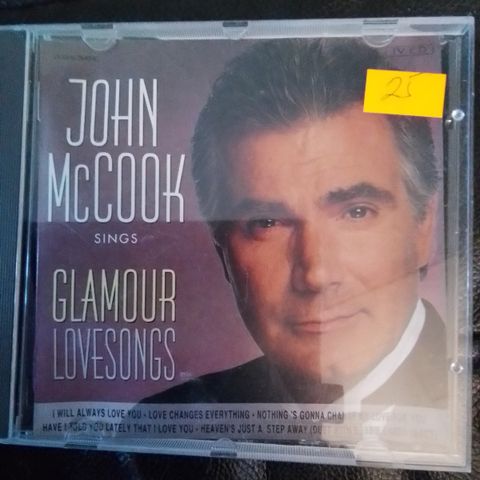 JOHN
McCOOK
SINGS
GLAMOUR
LOVESONGS
25
I WILL ALWAYS LOVE YOU • LOVE CHANGES EVERYTHING • NOTHING'S GONNA
HAVE I TOLD YOU LATELY THAT I LOVE YOU • HEAVEN'S JUST A STEP AWAY